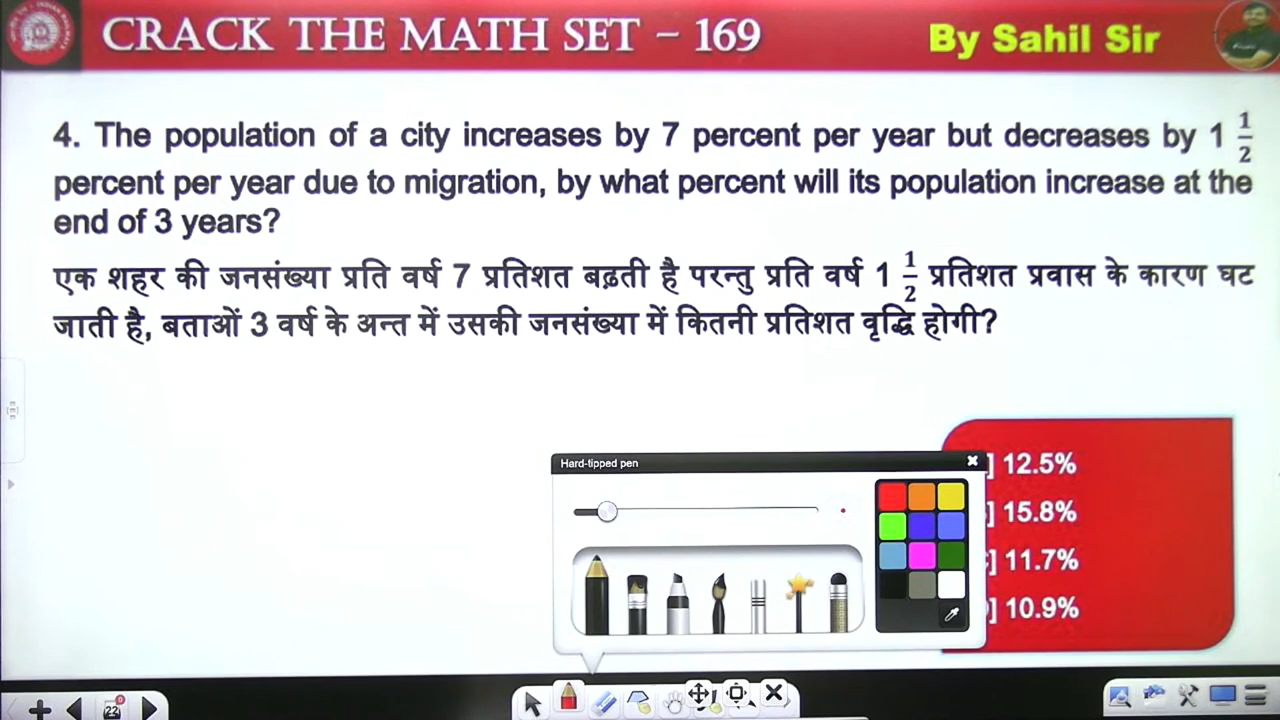 CRACK THE MATH SET – 169
By Sahil Sir
4. The population of a city increases by 7 percent per year but decreases by 1 1/2
percent per year due to migration, by what percent will its population increase at the
end of 3 years?
एक शहर की जनसंख्या प्रति वर्ष 7 प्रतिशत बढ़ती है परन्तु प्रति वर्ष 1 1/2 प्रतिशत प्रवास के कारण घट
जाती है, बताओं 3 वर्ष के अन्त में उसकी जनसंख्या में कितनी प्रतिशत वृद्धि होगी?
Hard-tipped pen
] 12.5%
] 15.8%
] 11.7%
] 10.9%
22